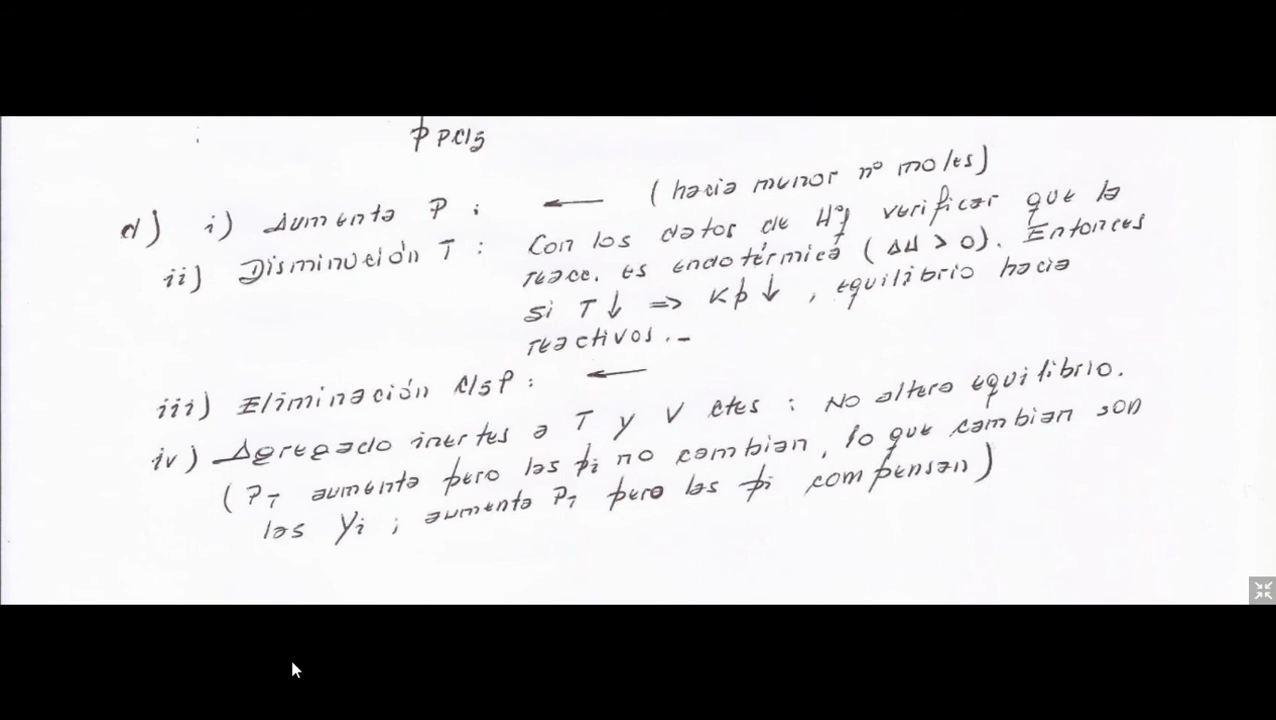 p PCl5
d) i) Aumenta P : ← (hacia menor nº moles)
ii) Disminución T : Con los datos de Hºf verificar que la
reacc. es endotérmica (ΔH > 0). Entonces
Si T↓ ⇒ Kp↓ , equilibrio hacia
reactivos.-
iii) Eliminación Cl5P : ←
iv) Agregado inertes a T y V ctes : No altera equilibrio.
(PT aumenta pero las pi no cambian, lo que cambian son
las Yi ; aumenta PT pero las pi compensan)